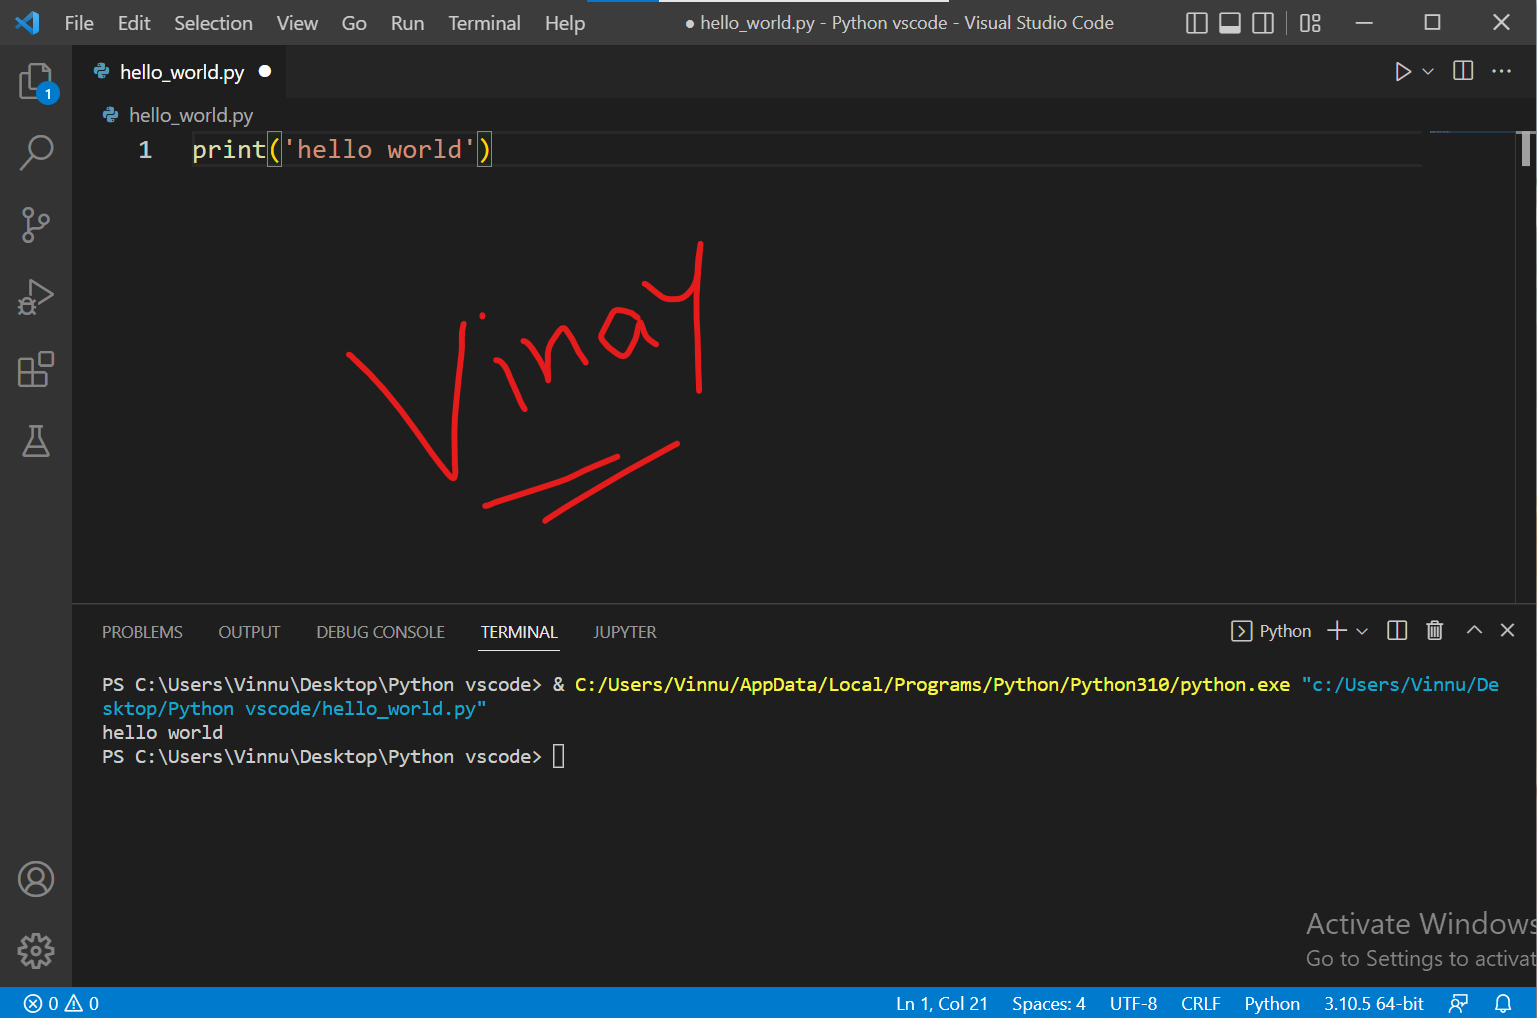 File Edit Selection View Go Run Terminal Help ● hello_world.py - Python vscode - Visual Studio Code
hello_world.py ●
1
hello_world.py
1 print('hello world')
Vinay
PROBLEMS OUTPUT DEBUG CONSOLE TERMINAL JUPYTER Python
PS C:\Users\Vinnu\Desktop\Python vscode> & C:/Users/Vinnu/AppData/Local/Programs/Python/Python310/python.exe "c:/Users/Vinnu/De
sktop/Python vscode/hello_world.py"
hello world
PS C:\Users\Vinnu\Desktop\Python vscode>
Activate Windows
Go to Settings to activat
0 0 Ln 1, Col 21 Spaces: 4 UTF-8 CRLF Python 3.10.5 64-bit